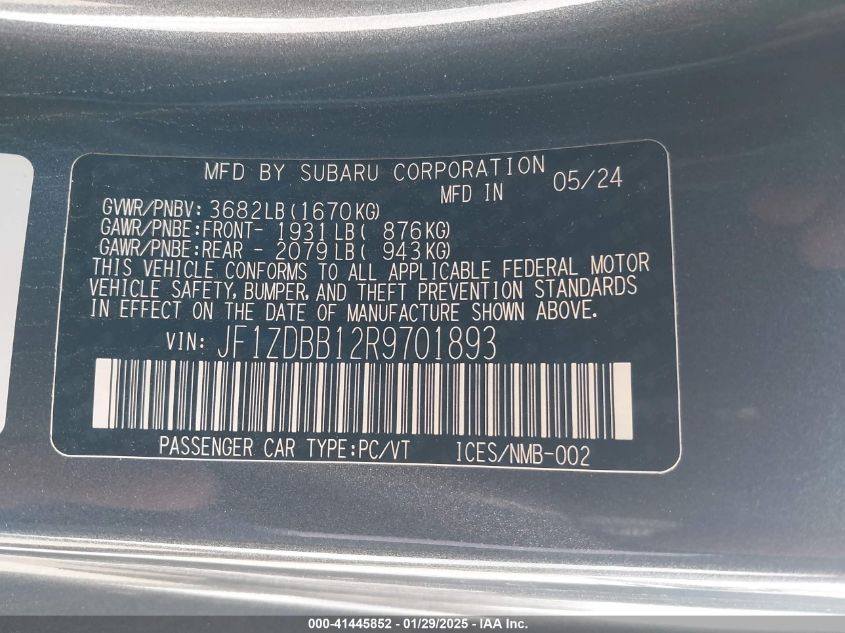 MFD BY SUBARU CORPORATION
MFD IN 05/24
GVWR/PNBV: 3682LB(1670KG)
GAWR/PNBE:FRONT- 1931LB( 876KG)
GAWR/PNBE:REAR - 2079LB( 943KG)
THIS VEHICLE CONFORMS TO ALL APPLICABLE FEDERAL MOTOR
VEHICLE SAFETY, BUMPER, AND THEFT PREVENTION STANDARDS
IN EFFECT ON THE DATE OF MANUFACTURE SHOWN ABOVE.
VIN: JF1ZDBB12R9701893
PASSENGER CAR TYPE:PC/VT ICES/NMB-002
000-41445852 - 01/29/2025 - IAA Inc.